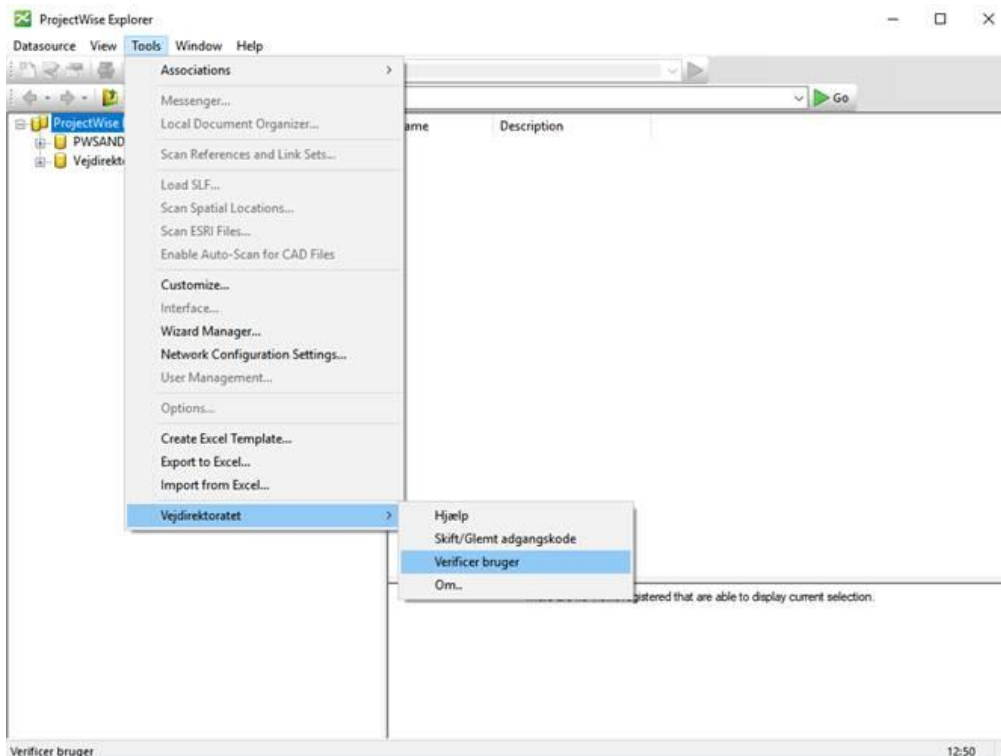 ProjectWise Explorer
Datasource View Tools Window Help
Associations
Messenger...
Go
Local Document Organizer...
Scan References and Link Sets...
Load SLF...
Scan Spatial Locations...
Scan ESRI Files...
Enable Auto-Scan for CAD Files
Customize...
Interface...
Wizard Manager...
Network Configuration Settings...
User Management...
Options...
Create Excel Template...
Export to Excel...
Import from Excel...
Vejdirektoratet
Hjælp
Skift/Glemt adgangskode
Verificer bruger
Om..
ProjectWise
PWSAND
Vejdirekt
ame Description
gistered that are able to display current selection.
Verificer bruger 12:50